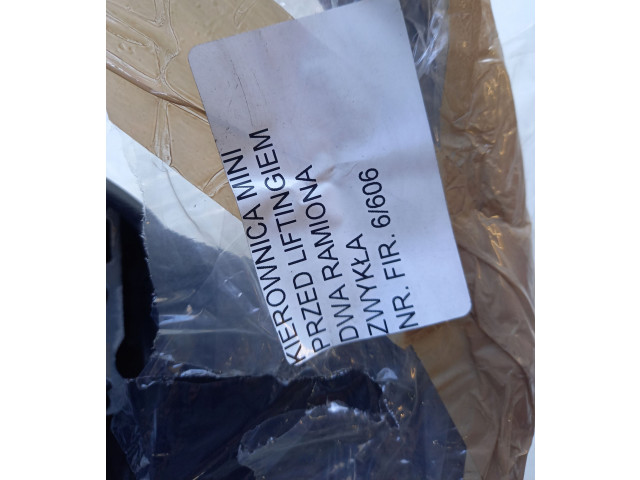 KIEROWNICA MINI
PRZED LIFTINGIEM
DWA RAMIONA
ZWYKŁA
NR. FIR. 6/606